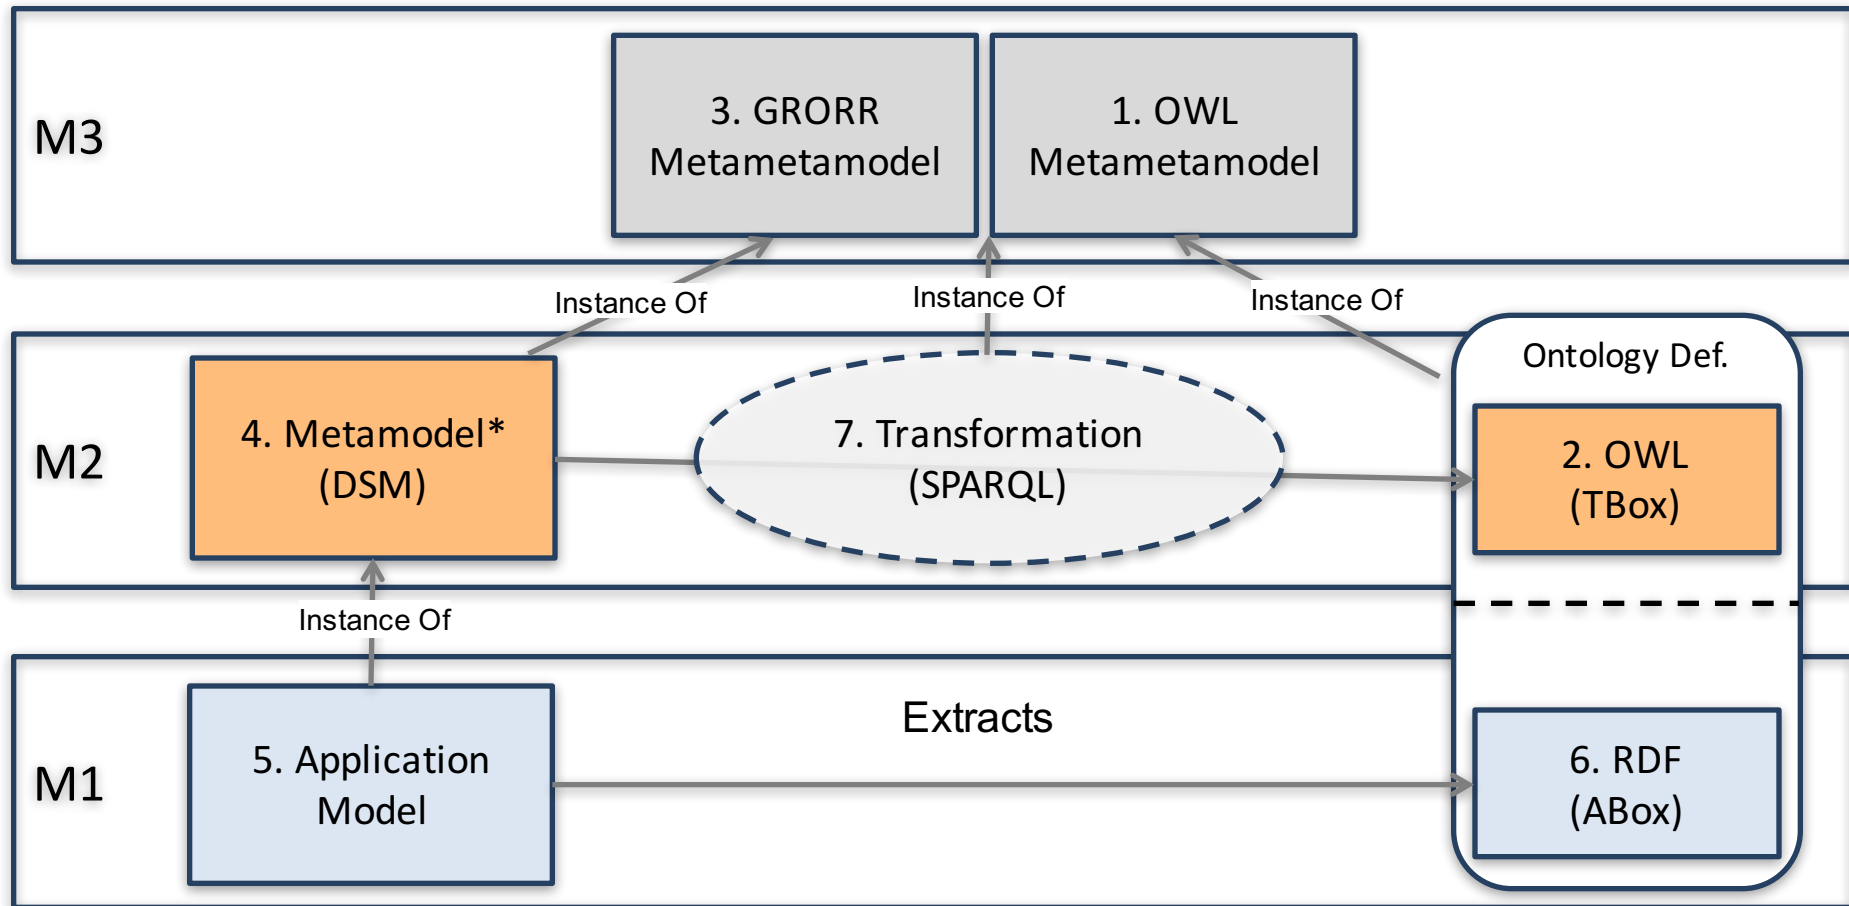 M3
3. GRORR
Metametamodel
1. OWL
Metametamodel
Instance Of
Instance Of
Instance Of
M2
4. Metamodel*
(DSM)
7. Transformation
(SPARQL)
Ontology Def.
2. OWL
(TBox)
Instance Of
M1
5. Application
Model
Extracts
6. RDF
(ABox)